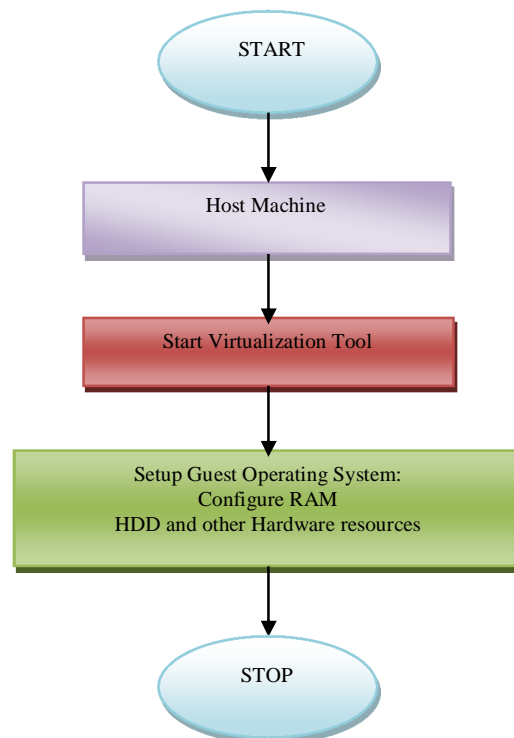 START
Host Machine
Start Virtualization Tool
Setup Guest Operating System:
Configure RAM
HDD and other Hardware resources
STOP